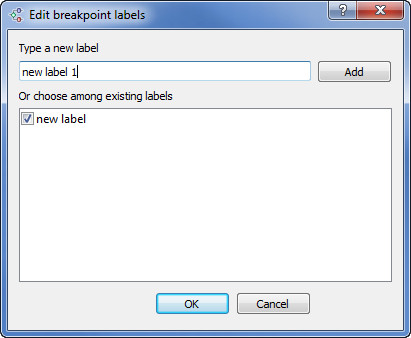 Edit breakpoint labels
?
X
Type a new label
new label 1
Add
Or choose among existing labels
new label
OK
Cancel